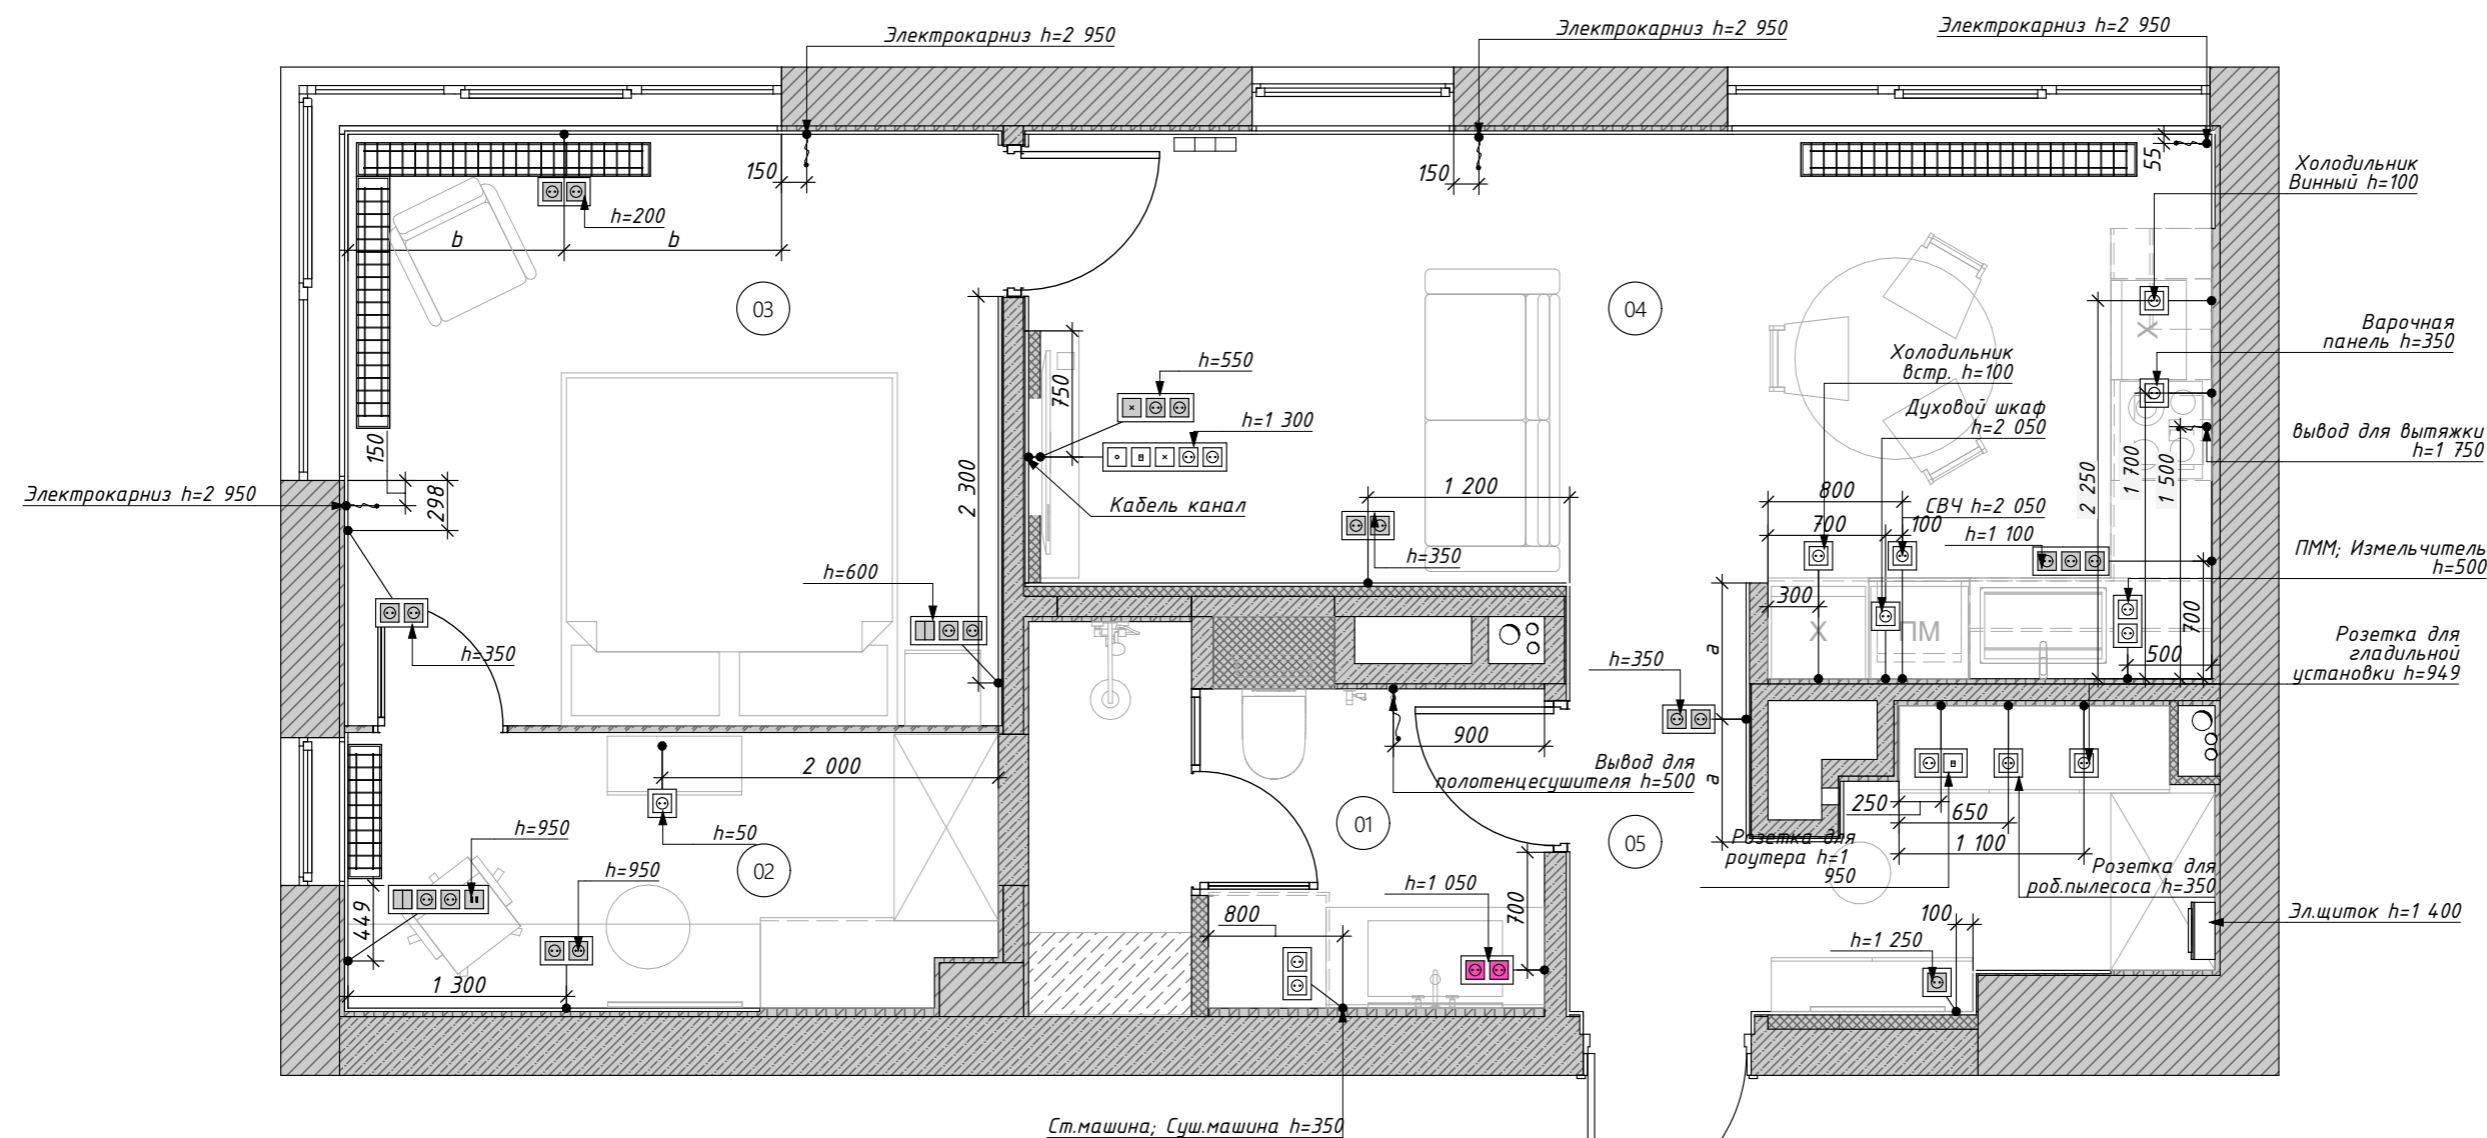 Электрокарниз h=2 950
Электрокарниз h=2 950
Электрокарниз h=2 950
150
150
55
Холодильник
Винный h=100
h=200
b
b
03
04
Варочная
панель h=350
Холодильник
встр. h=100
h=550
750
h=1 300
Духовой шкаф
h=2 050
вывод для вытяжки
h=1 750
150
298
Электрокарниз h=2 950
2 300
Кабель канал
1 200
h=350
800
СВЧ h=2 050
700
100
h=1 100
2 250
1 700
1 500
ПММ; Измельчитель
h=500
h=600
h=350
300
Х
ПМ
Х
700
500
a
h=350
Розетка для
гладильной
установки h=949
900
2 000
Вывод для
полотенцесушителя h=500
a
h=50
250
650
1 100
h=950
02
01
05
Розетка для
роутера h=1
950
Розетка для
роб.пылесоса h=350
h=950
449
1 300
800
h=1 050
700
100
h=1 250
Эл.щиток h=1 400
Ст.машина; Суш.машина h=350